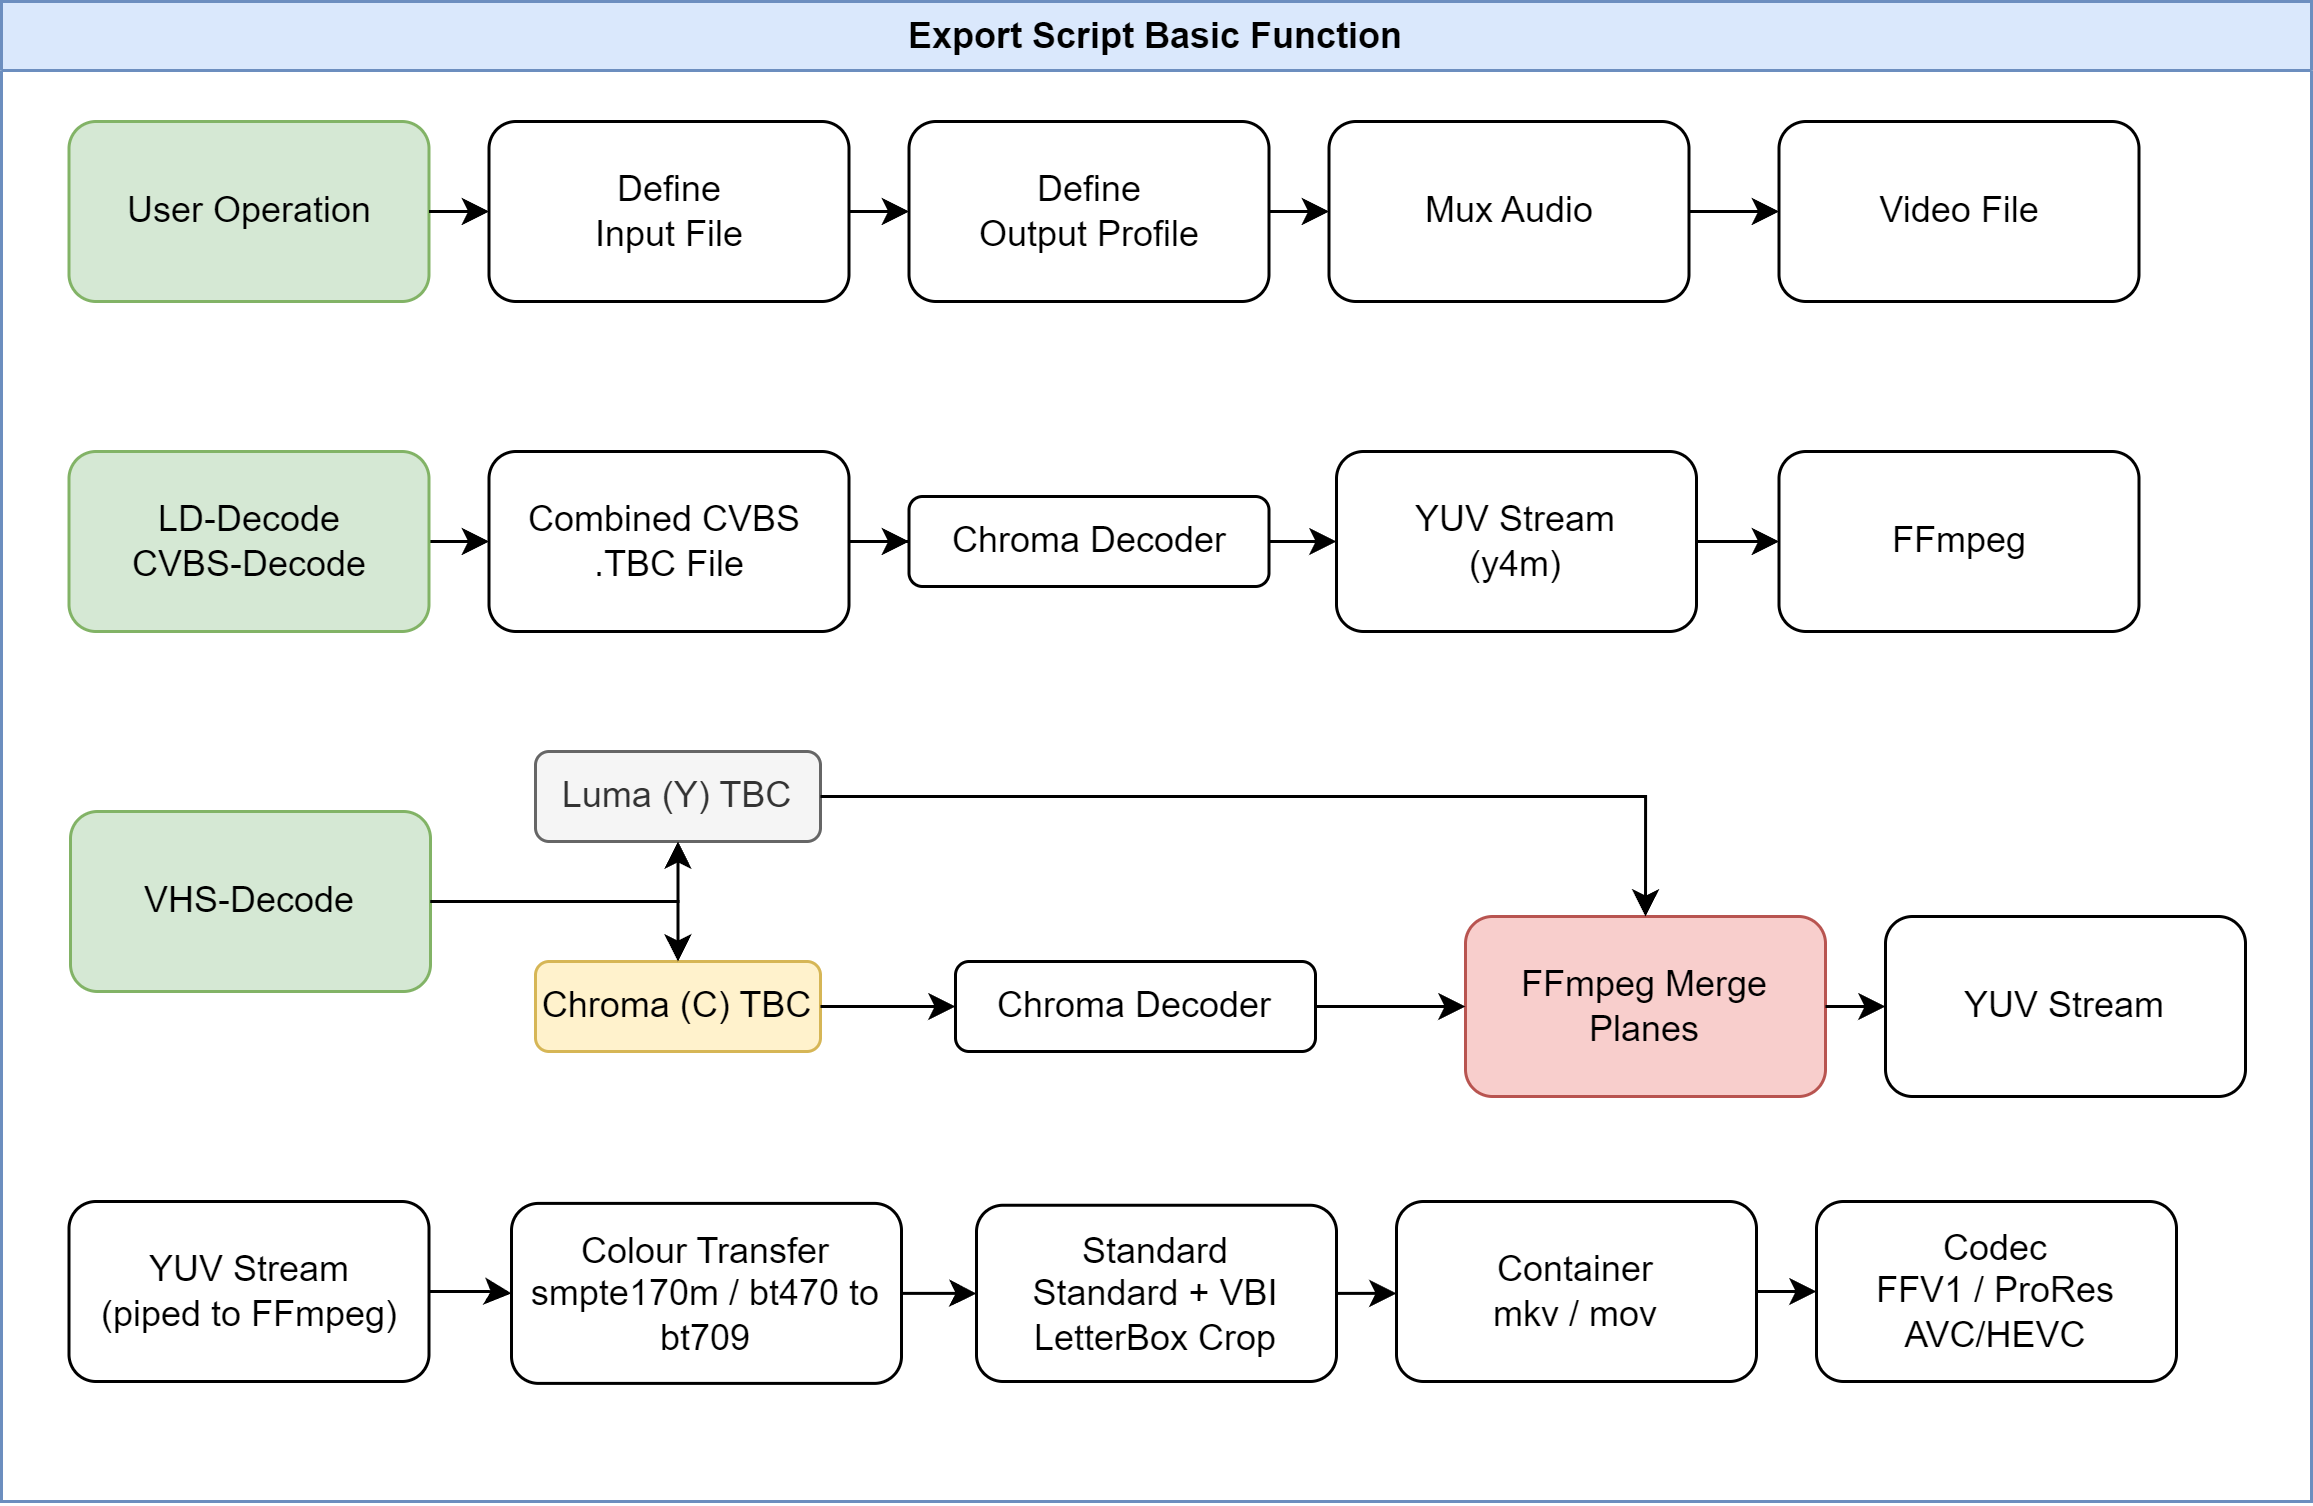 Export Script Basic Function
User Operation
Define
Input File
Define
Output Profile
Mux Audio
Video File
LD-Decode
CVBS-Decode
Combined CVBS
.TBC File
Chroma Decoder
YUV Stream
(y4m)
FFmpeg
Luma (Y) TBC
VHS-Decode
Chroma (C) TBC
Chroma Decoder
FFmpeg Merge
Planes
YUV Stream
YUV Stream
(piped to FFmpeg)
Colour Transfer
smpte170m / bt470 to
bt709
Standard
Standard + VBI
LetterBox Crop
Container
mkv / mov
Codec
FFV1 / ProRes
AVC/HEVC